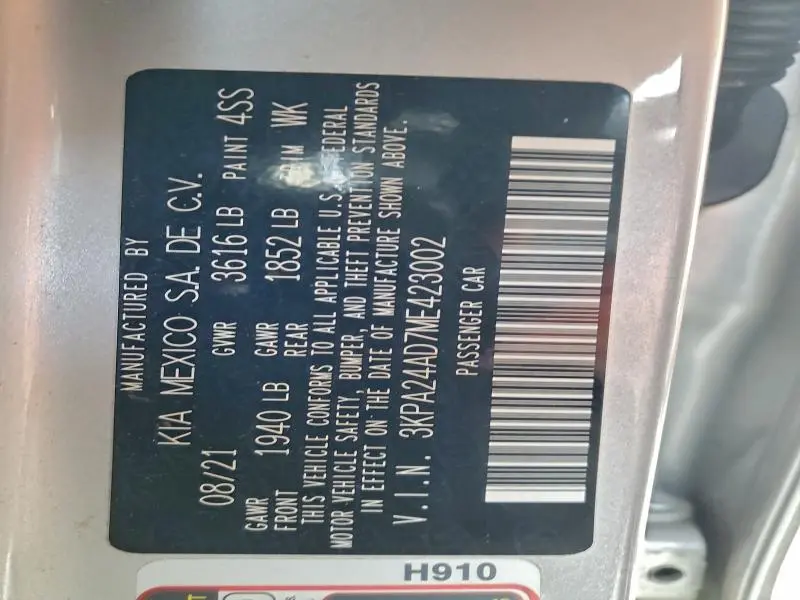 MANUFACTURED BY
KIA MEXICO S.A. DE C.V.
08/21 GVWR 3616 LB PAINT 4SS
GAWR FRONT 1940 LB GAWR REAR 1852 LB TRIM WK
THIS VEHICLE CONFORMS TO ALL APPLICABLE U.S. FEDERAL
MOTOR VEHICLE SAFETY, BUMPER, AND THEFT PREVENTION STANDARDS
IN EFFECT ON THE DATE OF MANUFACTURE SHOWN ABOVE.
V.I.N. 3KPA24AD7ME423002
PASSENGER CAR
H910